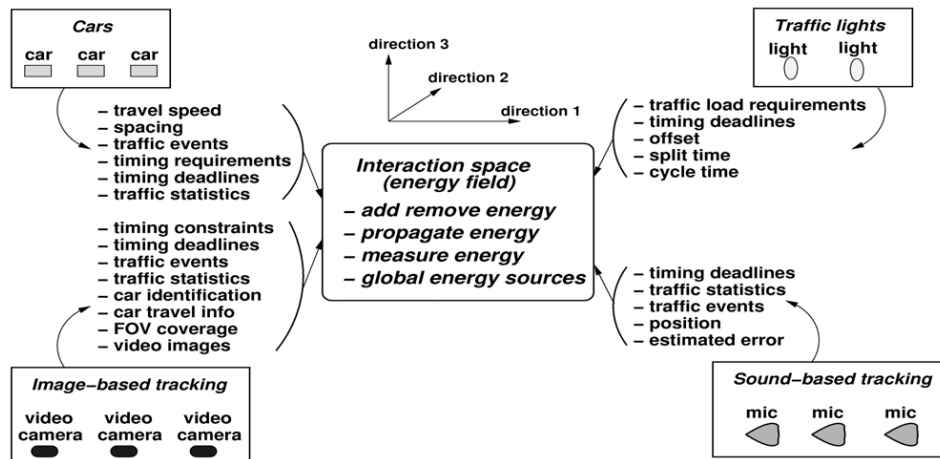 Cars
car car car
– travel speed
– spacing
– traffic events
– timing requirements
– timing deadlines
– traffic statistics
direction 3
direction 2
direction 1
Traffic lights
light light
– traffic load requirements
– timing deadlines
– offset
– split time
– cycle time
Interaction space
(energy field)
– add remove energy
– propagate energy
– measure energy
– global energy sources
– timing constraints
– timing deadlines
– traffic events
– traffic statistics
– car identification
– car travel info
– FOV coverage
– video images
– timing deadlines
– traffic statistics
– traffic events
– position
– estimated error
Image–based tracking
video video video
camera camera camera
Sound–based tracking
mic mic mic